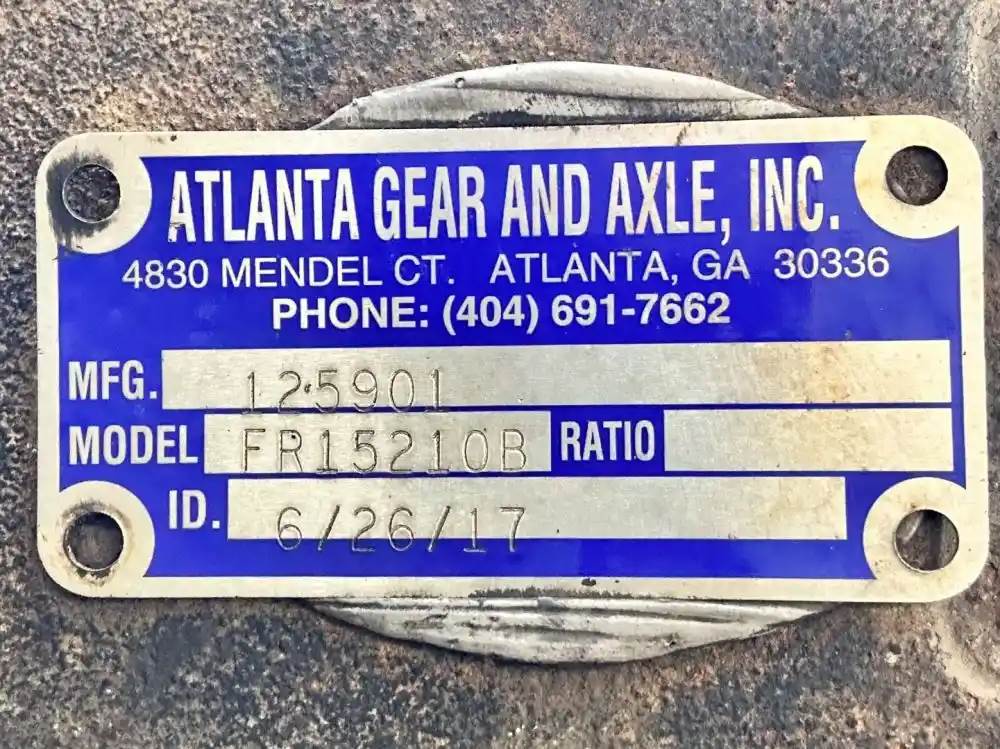 ATLANTA GEAR AND AXLE, INC.
4830 MENDEL CT. ATLANTA, GA 30336
PHONE: (404) 691-7662
MFG. 125901
MODEL FR15210B RATIO
ID. 6/26/17